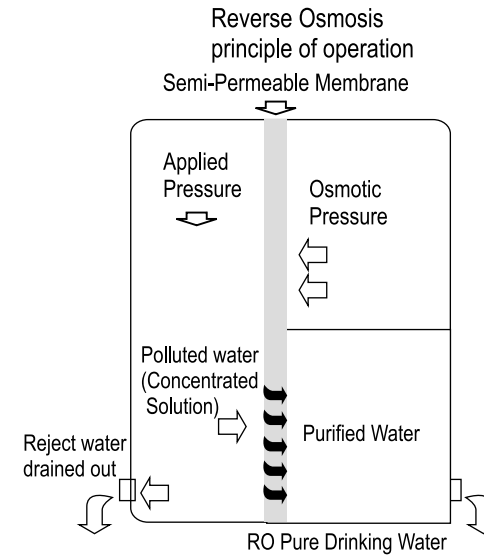 Reverse Osmosis
principle of operation
Semi-Permeable Membrane
Applied
Pressure
Osmotic
Pressure
Polluted water
(Concentrated
Solution)
Purified Water
Reject water
drained out
RO Pure Drinking Water